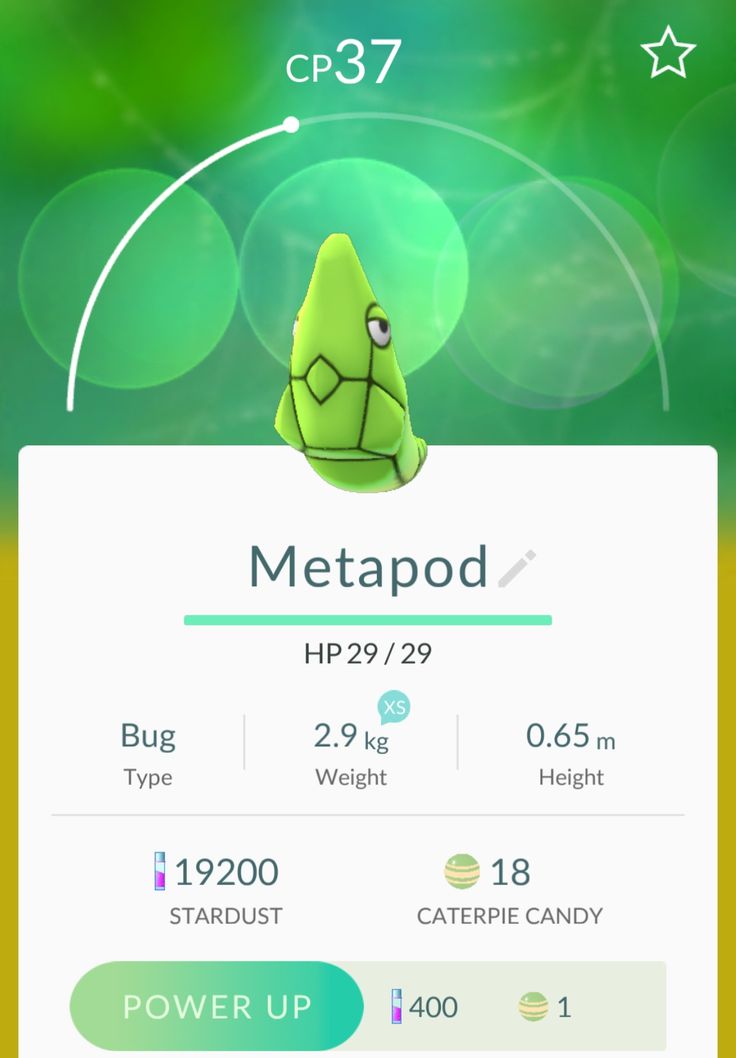 CP37
Metapod
HP 29 / 29
XS
Bug 2.9 kg 0.65 m
Type Weight Height
19200 18
STARDUST CATERPIE CANDY
POWER UP 400 1